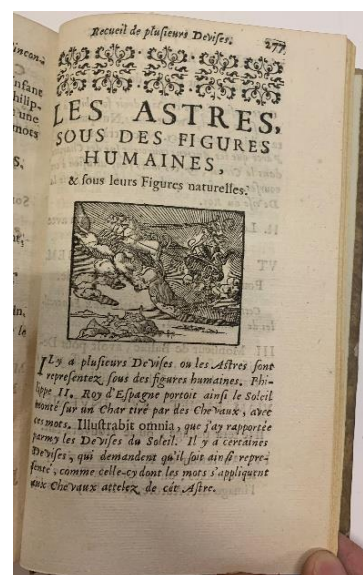 Recueil de plusieurs Devises. 277
LES ASTRES,
SOUS DES FIGURES
HUMAINES,
& sous leurs Figures naturelles.
IL y a plusieurs Devises ou les Astres sont
representez sous des figures humaines. Phi-
lippe II. Roy d'Espagne portoit ainsi le Soleil
monté sur un Char tiré par des Chevaux, avec
ces mots. Illustrabit omnia, que j'ay rapportée
parmy les Devises du Soleil. Il y a certaines
Devises, qui demandent qu'il soit ainsi repre-
senté, comme celle-cy dont les mots s'appliquent
aux Chevaux attelez de cét Astre.